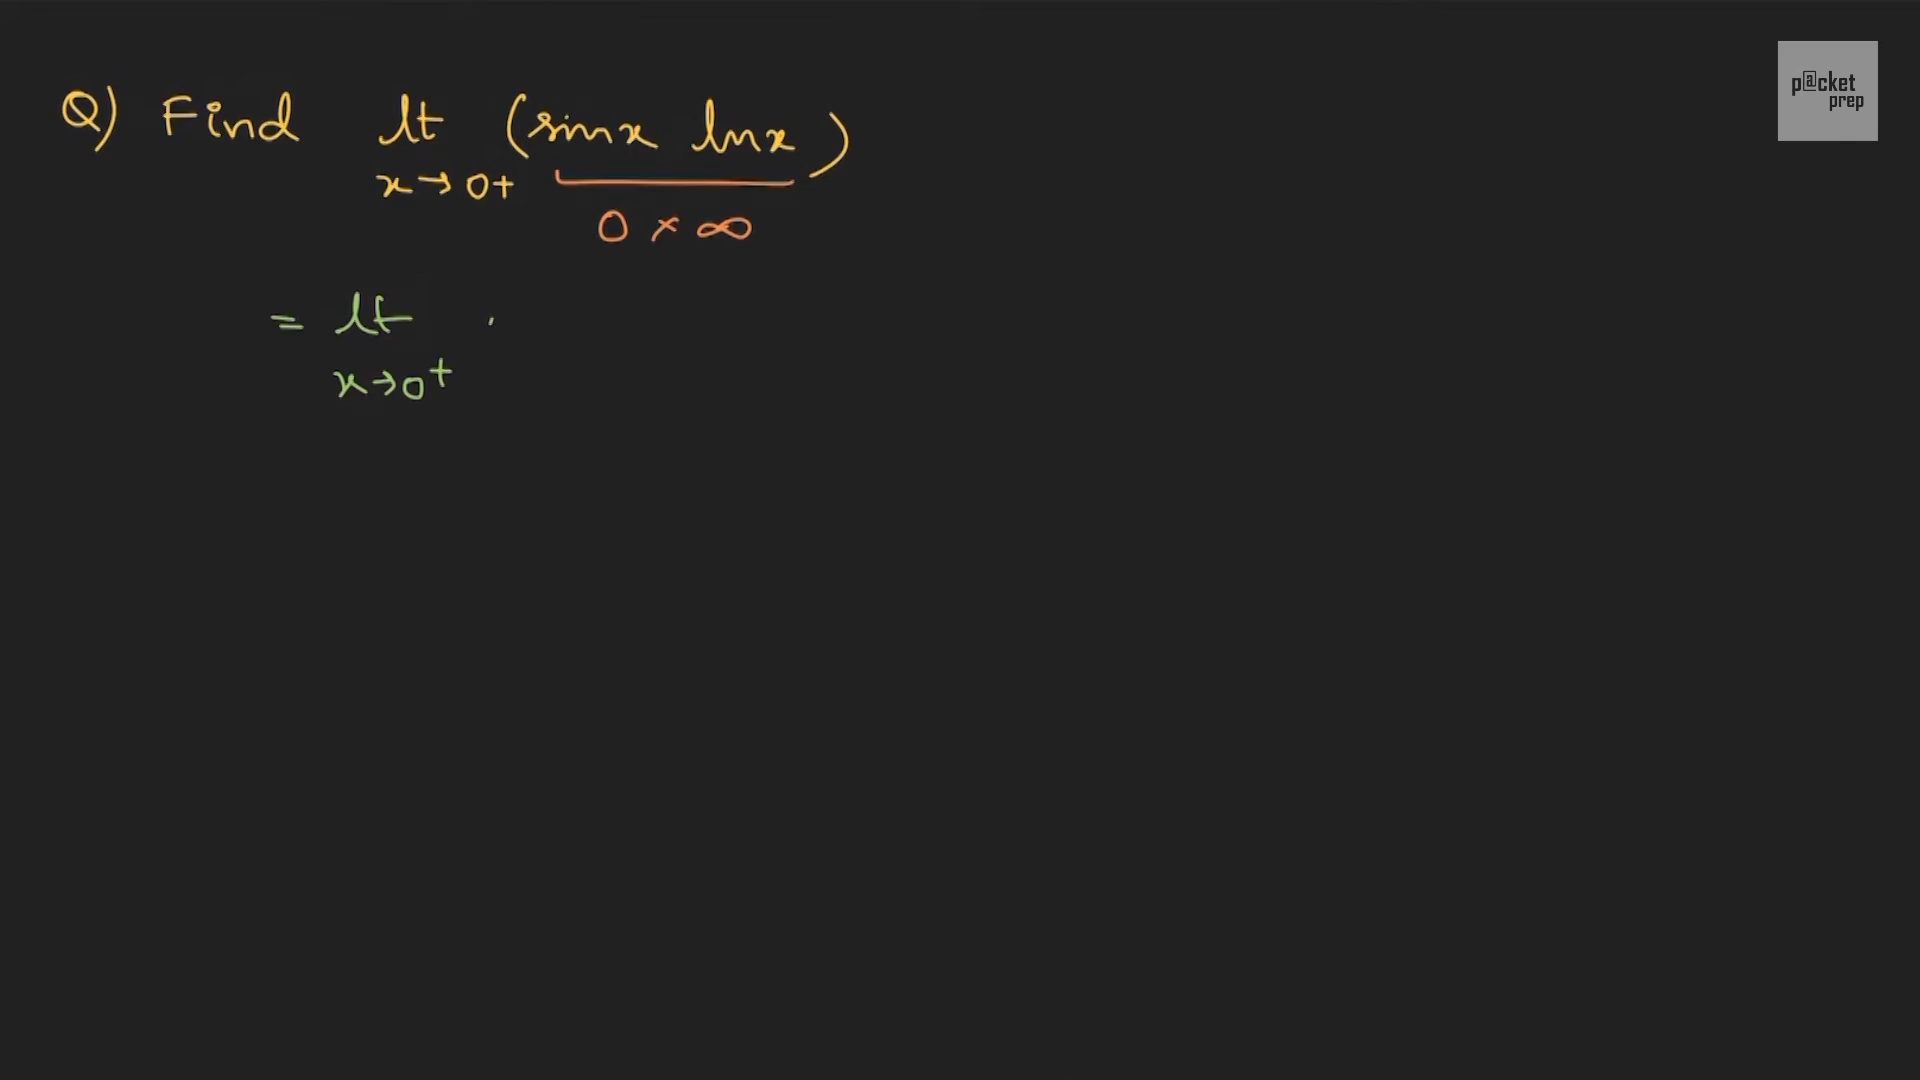 Q) Find lt (sinx lnx)
x→0+
0 × ∞
= lt
x→0+
p@cket
prep